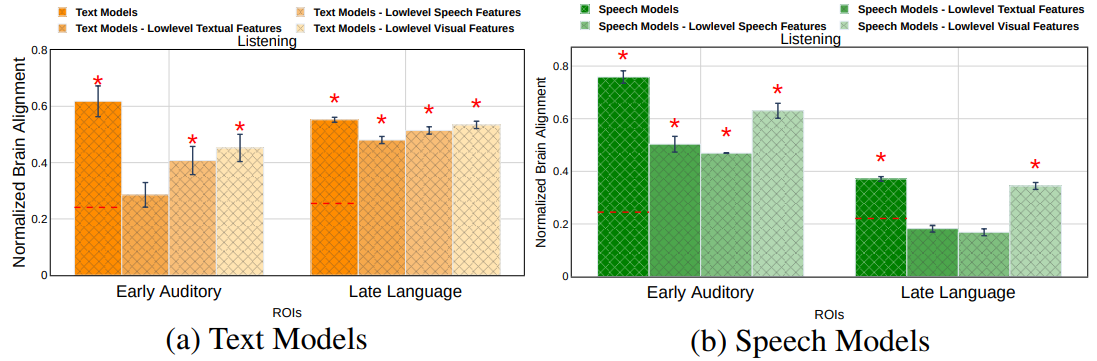 Text Models
Text Models - Lowlevel Speech Features
Text Models - Lowlevel Textual Features
Text Models - Lowlevel Visual Features
Listening
Normalized Brain Alignment
0.8
0.6
0.4
0.2
0
*
*
*
*
*
*
*
Early Auditory
Late Language
ROIs
(a) Text Models
Speech Models
Speech Models - Lowlevel Textual Features
Speech Models - Lowlevel Speech Features
Speech Models - Lowlevel Visual Features
Listening
Normalized Brain Alignment
0.8
0.6
0.4
0.2
0
*
*
*
*
*
*
Early Auditory
Late Language
ROIs
(b) Speech Models